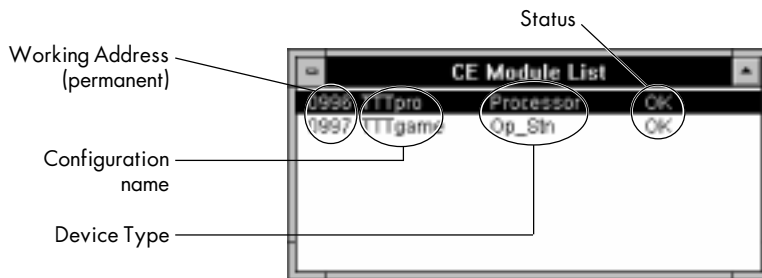 Status
Working Address
(permanent)
CE Module List
0996 TTTpro Processor OK
0997 TTTgame Op_Stn OK
Configuration
name
Device Type